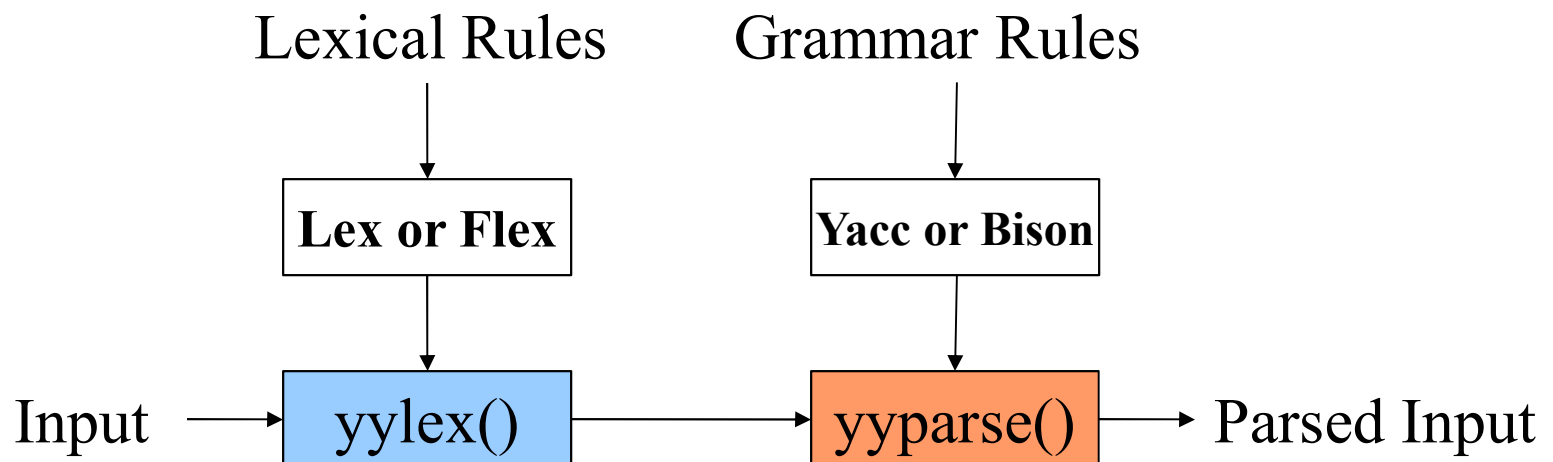 Lexical Rules
Grammar Rules
Lex or Flex
Yacc or Bison
Input
yylex()
yyparse()
Parsed Input